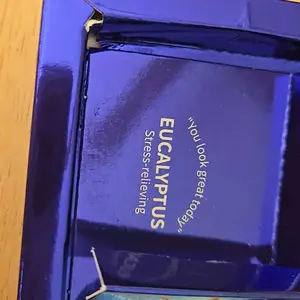 "You look great today"
EUCALYPTUS
Stress-relieving